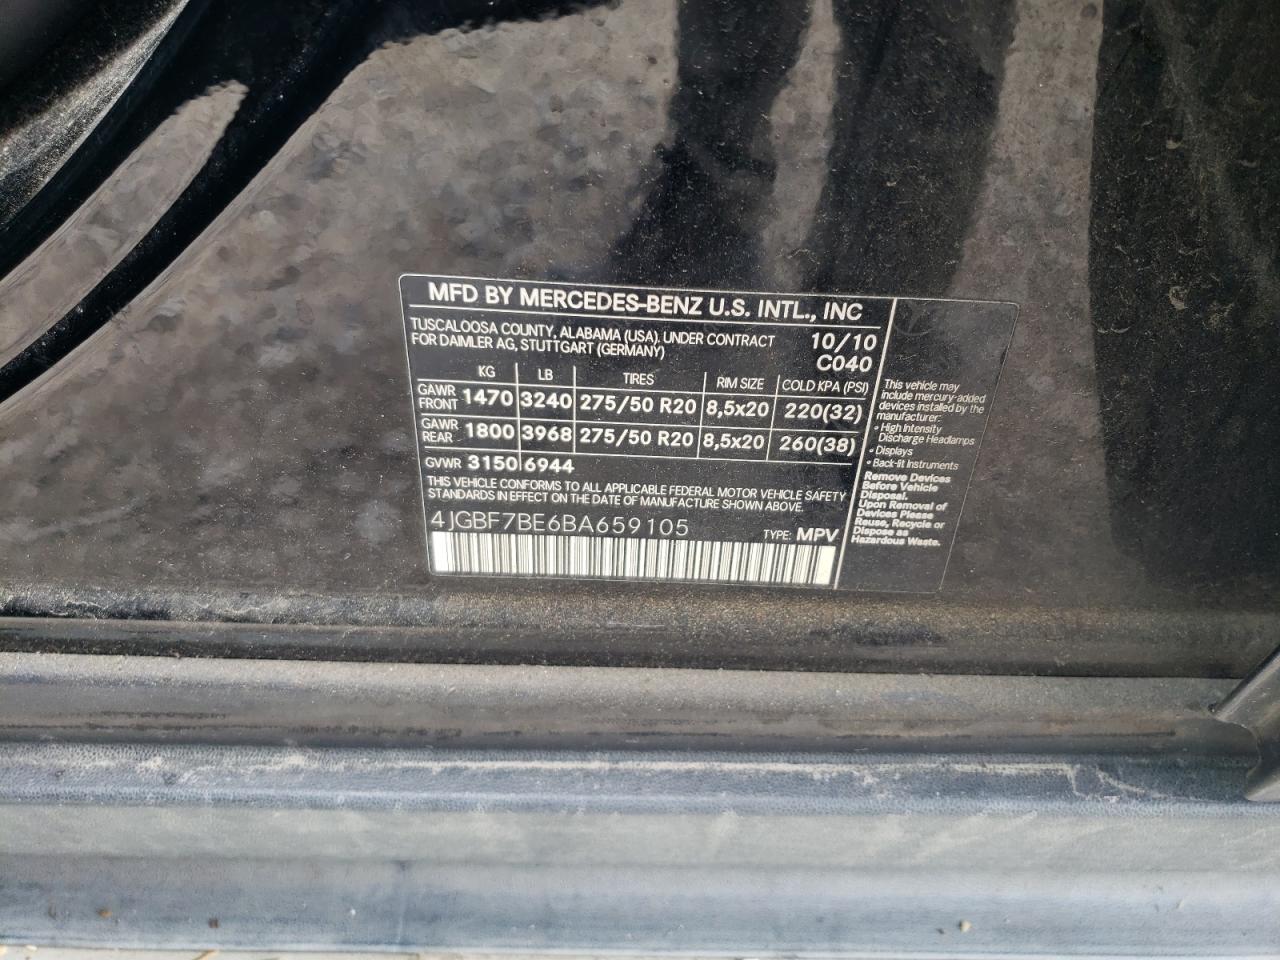 MFD BY MERCEDES-BENZ U.S. INTL., INC
TUSCALOOSA COUNTY, ALABAMA (USA), UNDER CONTRACT
FOR DAIMLER AG, STUTTGART (GERMANY)
10/10
C040
KG LB TIRES RIM SIZE COLD KPA (PSI)
GAWR FRONT 1470 3240 275/50 R20 8,5x20 220(32)
GAWR REAR 1800 3968 275/50 R20 8,5x20 260(38)
GVWR 3150 6944
THIS VEHICLE CONFORMS TO ALL APPLICABLE FEDERAL MOTOR VEHICLE SAFETY
STANDARDS IN EFFECT ON THE DATE OF MANUFACTURE SHOWN ABOVE.
4JGBF7BE6BA659105 TYPE: MPV
This vehicle may
include mercury-added
devices installed by the
manufacturer:
• High Intensity
Discharge Headlamps
• Displays
• Back-lit Instruments
Remove Devices
Before Vehicle
Disposal.
Upon Removal of
Devices Please
Reuse, Recycle or
Dispose as
Hazardous Waste.